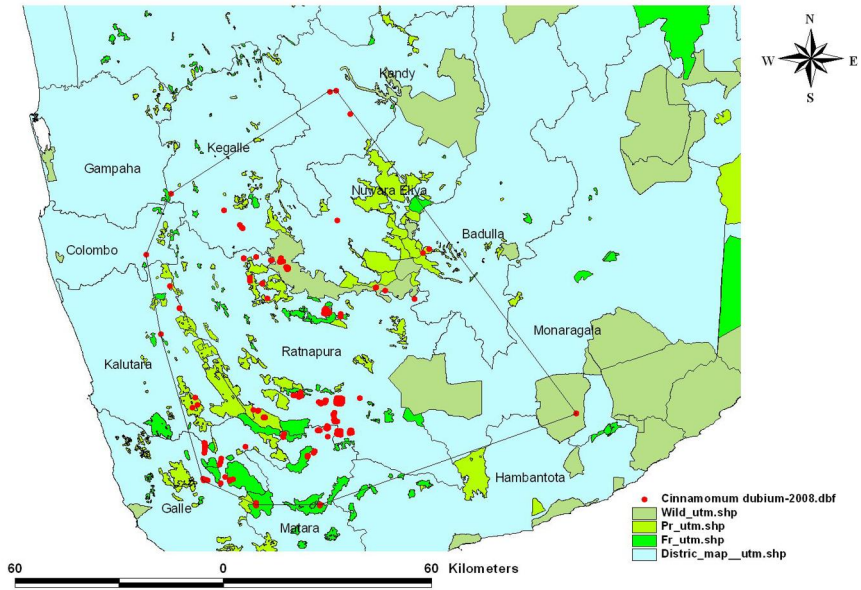 N
W
E
S
Kandy
Kegalle
Gampaha
Nuwara Eliya
Colombo
Badulla
Monaragala
Ratnapura
Kalutara
Hambantota
Galle
Matara
Cinnamomum dubium-2008.dbf
Wild_utm.shp
Pr_utm.shp
Fr_utm.shp
Distric_map__utm.shp
60 0 60 Kilometers